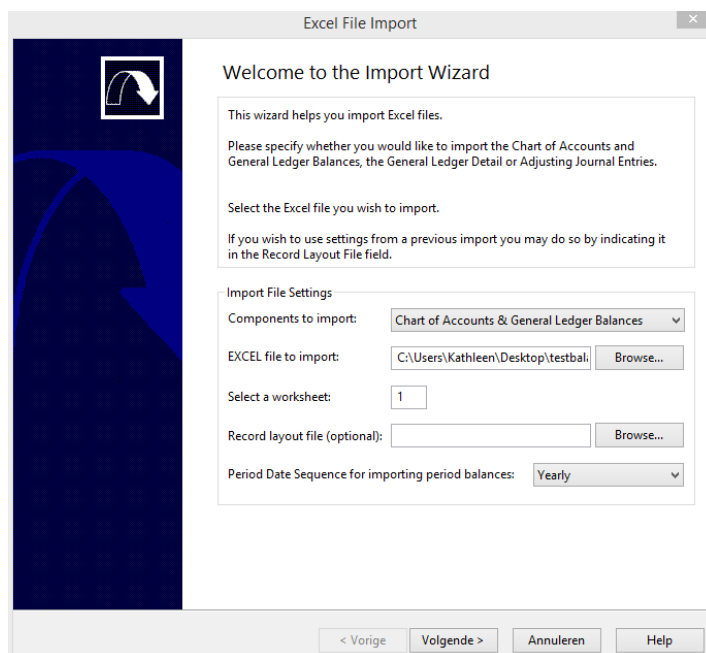 Excel File Import
Welcome to the Import Wizard
This wizard helps you import Excel files.
Please specify whether you would like to import the Chart of Accounts and
General Ledger Balances, the General Ledger Detail or Adjusting Journal Entries.
Select the Excel file you wish to import.
If you wish to use settings from a previous import you may do so by indicating it
in the Record Layout File field.
Import File Settings
Components to import: Chart of Accounts & General Ledger Balances
EXCEL file to import: C:\Users\Kathleen\Desktop\testbal Browse...
Select a worksheet: 1
Record layout file (optional): Browse...
Period Date Sequence for importing period balances: Yearly
< Vorige Volgende > Annuleren Help